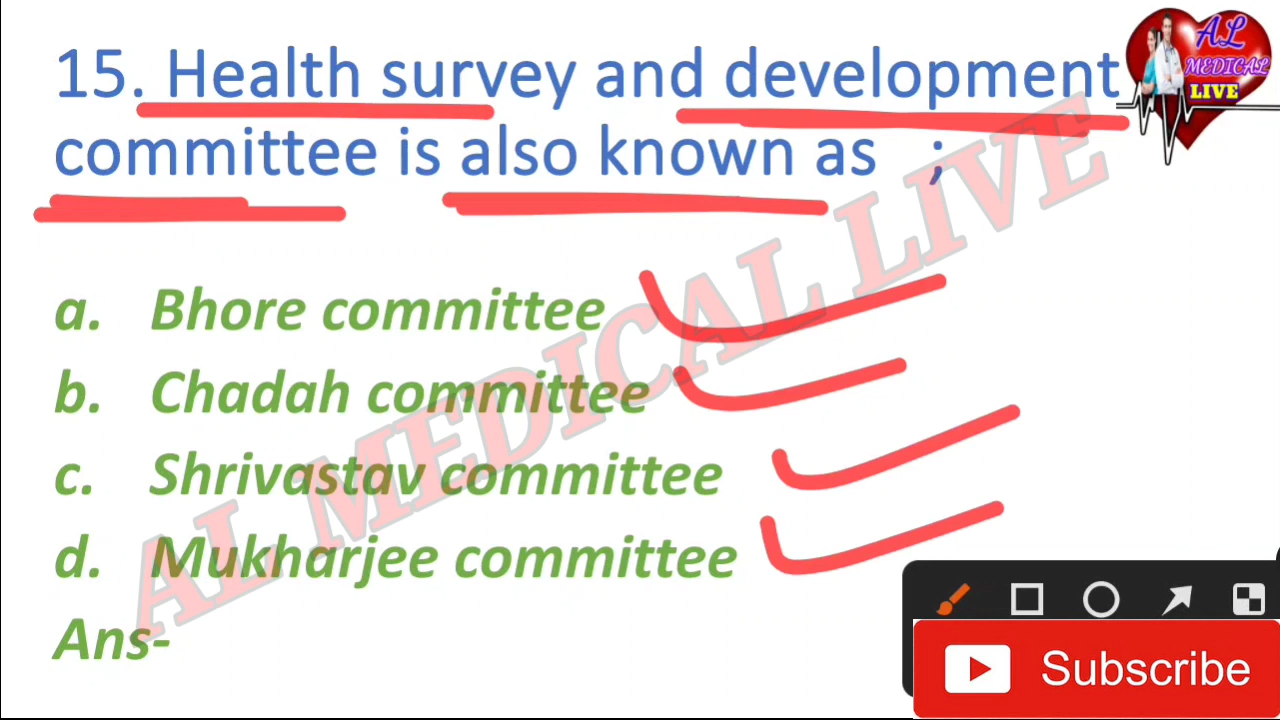 15. Health survey and development
committee is also known as ;
a. Bhore committee
b. Chadah committee
c. Shrivastav committee
d. Mukharjee committee
Ans-
AL MEDICAL LIVE
AL
MEDICAL
LIVE
Subscribe